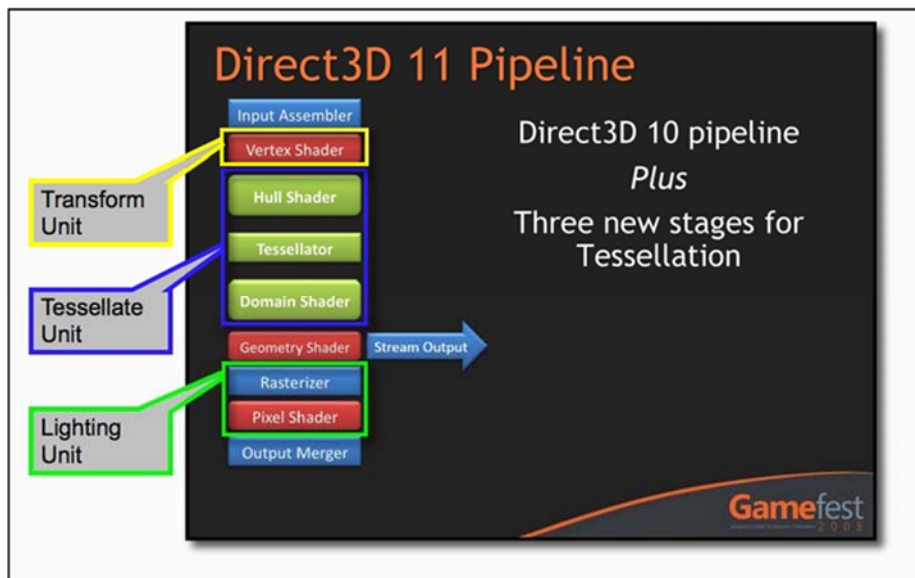 Direct3D 11 Pipeline
Input Assembler
Vertex Shader
Hull Shader
Tessellator
Domain Shader
Geometry Shader
Stream Output
Rasterizer
Pixel Shader
Output Merger
Direct3D 10 pipeline
Plus
Three new stages for
Tessellation
Transform
Unit
Tessellate
Unit
Lighting
Unit
Gamefest
2008